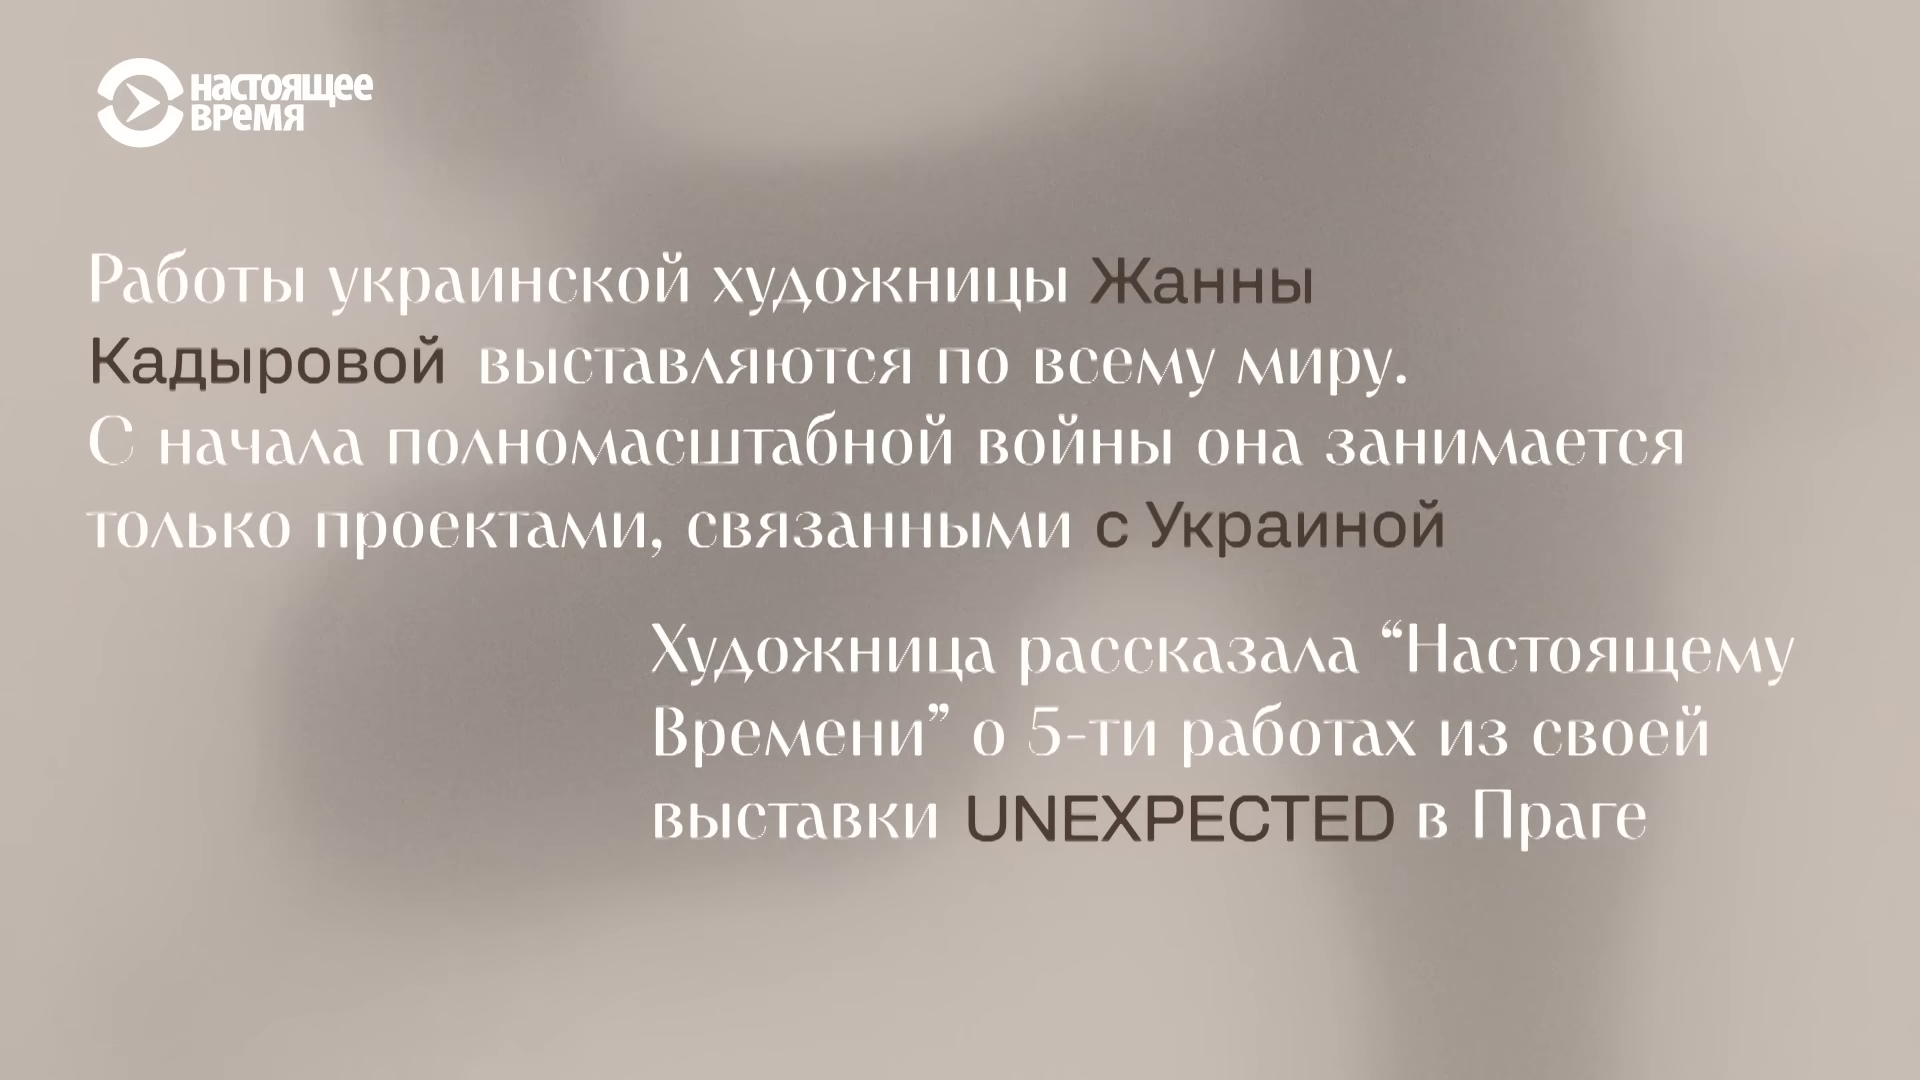 настоящее
время
Работы украинской художницы Жанны
Кадыровой выставляются по всему миру.
С начала полномасштабной войны она занимается
только проектами, связанными с Украиной
Художница рассказала “Настоящему
Времени” о 5-ти работах из своей
выставки UNEXPECTED в Праге